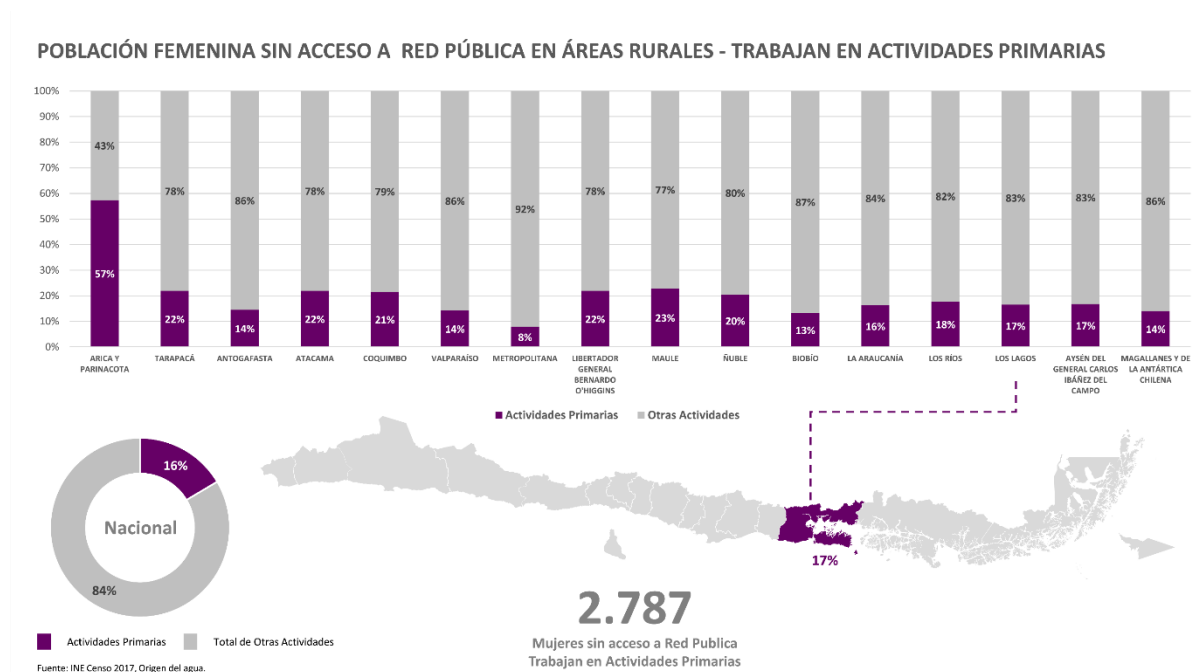 POBLACIÓN FEMENINA SIN ACCESO A RED PÚBLICA EN ÁREAS RURALES - TRABAJAN EN ACTIVIDADES PRIMARIAS
100%
90%
80%
70%
60%
50%
40%
30%
20%
10%
0%
43% 78% 86% 78% 79% 86% 92% 78% 77% 80% 87% 84% 82% 83% 83% 86%
57% 22% 14% 22% 21% 14% 8% 22% 23% 20% 13% 16% 18% 17% 17% 14%
ARICA Y
PARINACOTA
TARAPACÁ
ANTOGAFASTA
ATACAMA
COQUIMBO
VALPARAÍSO
METROPOLITANA
LIBERTADOR
GENERAL
BERNARDO
O'HIGGINS
MAULE
ÑUBLE
BIOBÍO
LA ARAUCANÍA
LOS RÍOS
LOS LAGOS
AYSÉN DEL
GENERAL CARLOS
IBÁÑEZ DEL
CAMPO
MAGALLANES Y DE
LA ANTÁRTICA
CHILENA
Actividades Primarias Otras Actividades
16%
Nacional
84%
Actividades Primarias Total de Otras Actividades
Fuente: INE Censo 2017, Origen del agua.
17%
2.787
Mujeres sin acceso a Red Publica
Trabajan en Actividades Primarias